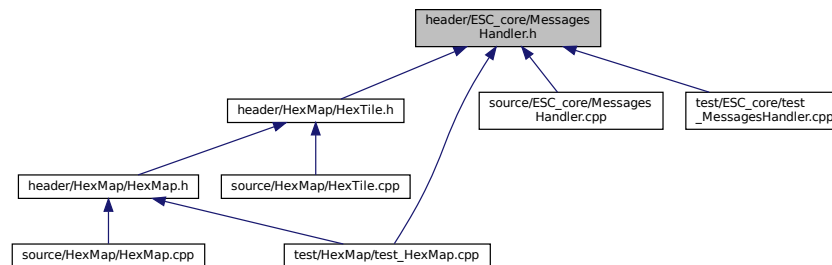 header/ESC_core/Messages
Handler.h
header/HexMap/HexTile.h
source/ESC_core/Messages
Handler.cpp
test/ESC_core/test
_MessagesHandler.cpp
header/HexMap/HexMap.h
source/HexMap/HexTile.cpp
source/HexMap/HexMap.cpp
test/HexMap/test_HexMap.cpp